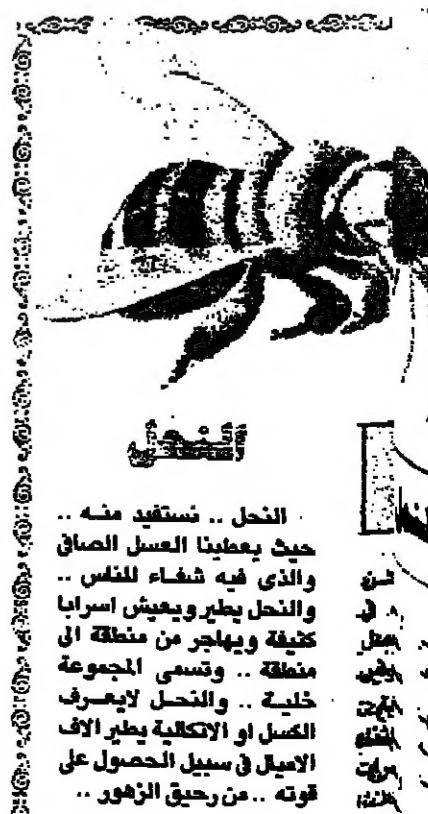 النحل
النحل .. نستفيد منه ..
حيث يعطينا العسل الصافى
والذى فيه شفاء للناس ..
والنحل يطير ويعيش اسرابا
كثيفة ويهاجر من منطقة الى
منطقة .. وتسمى المجموعة
خلية .. والنحل لايعرف
الكسل او الاتكالية يطير الاف
الاميال فى سبيل الحصول على
قوته .. من رحيق الزهور ..